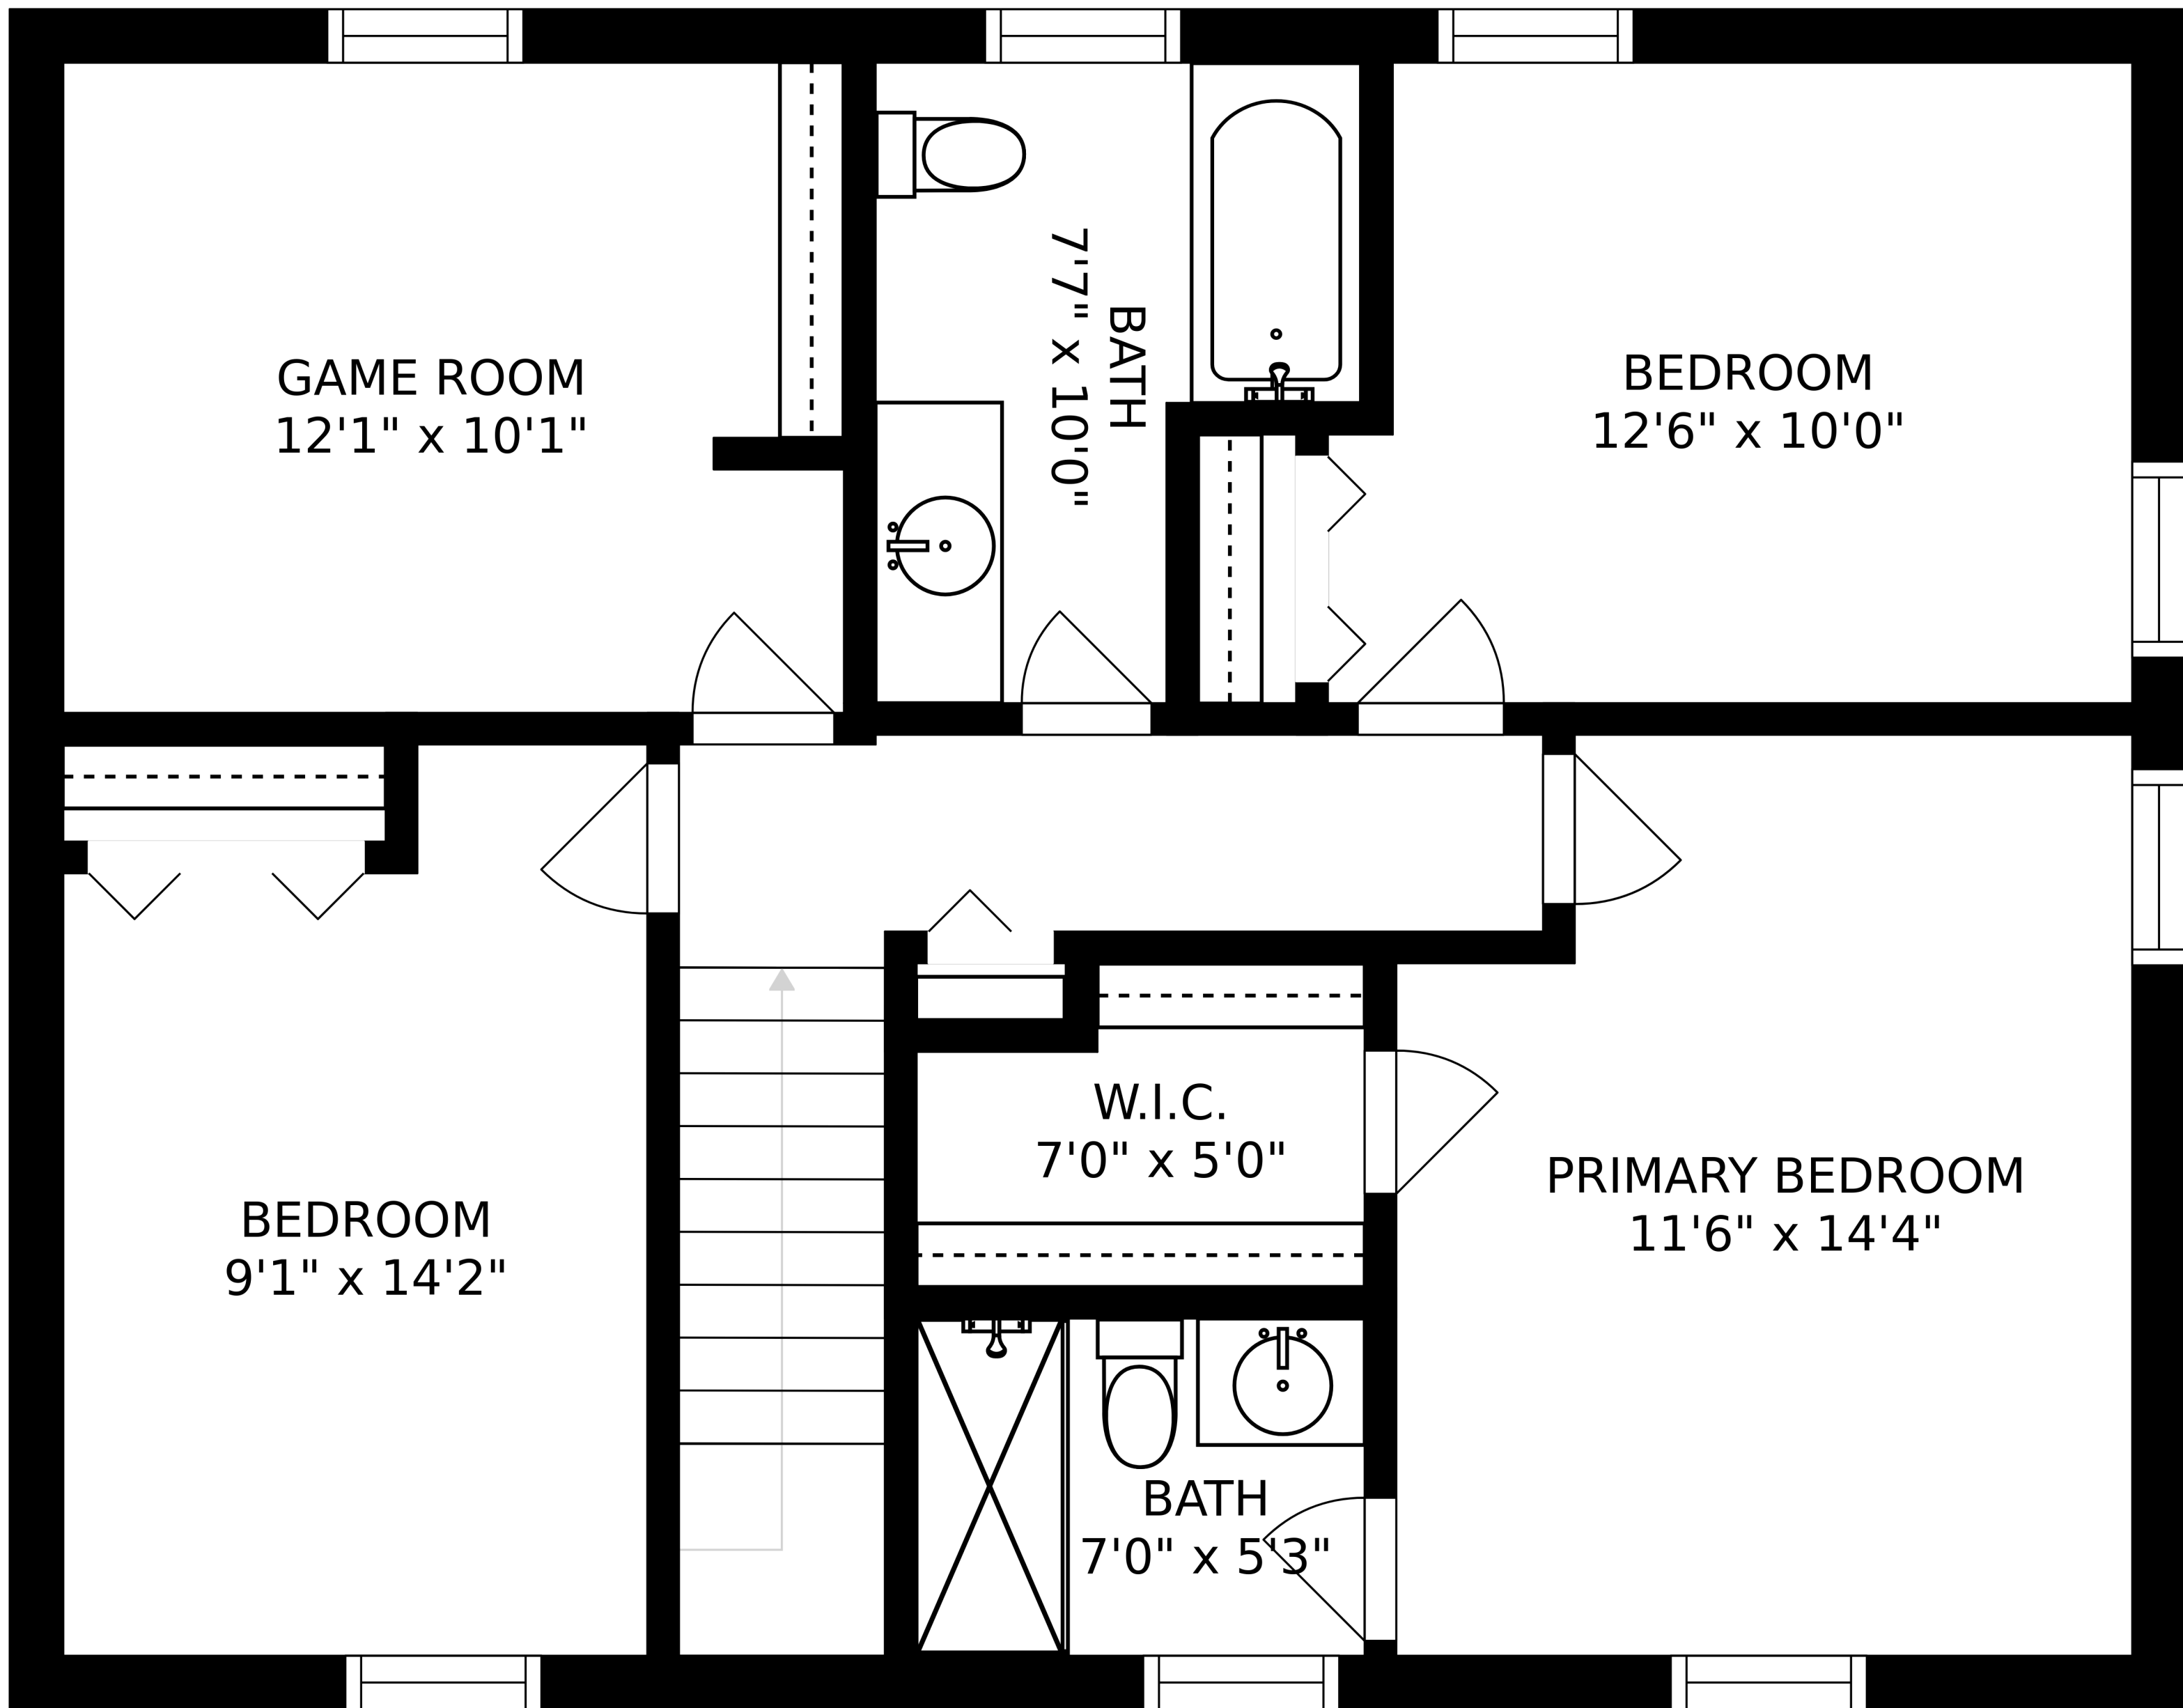 GAME ROOM
12'1" x 10'1"
BATH
7'7" x 10'0"
BEDROOM
12'6" x 10'0"
W.I.C.
7'0" x 5'0"
PRIMARY BEDROOM
11'6" x 14'4"
BEDROOM
9'1" x 14'2"
BATH
7'0" x 5'3"